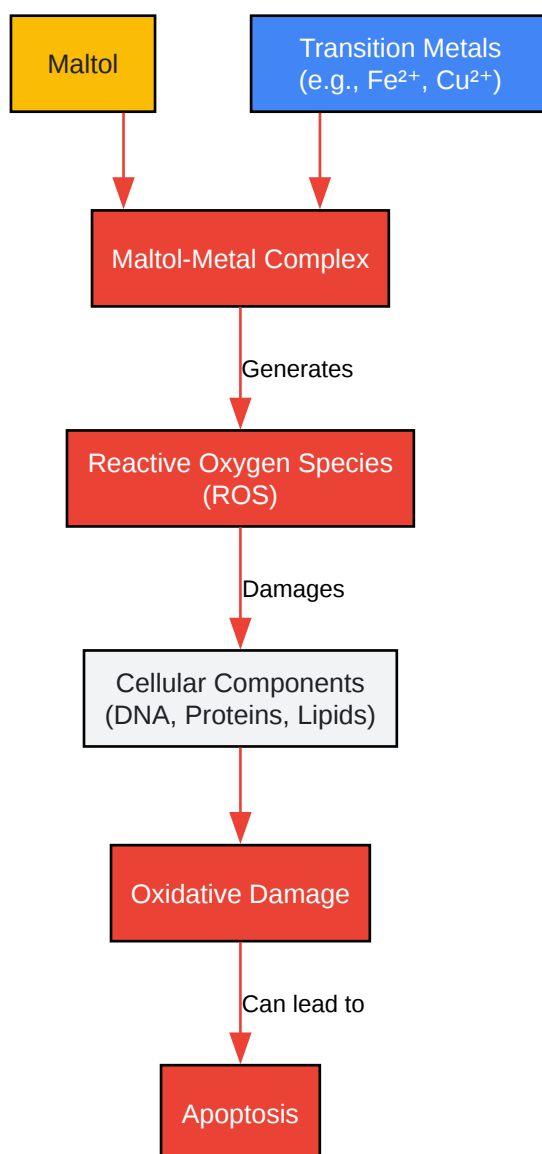 Maltol
Transition Metals
(e.g., Fe²⁺, Cu²⁺)
Maltol-Metal Complex
Generates
Reactive Oxygen Species
(ROS)
Damages
Cellular Components
(DNA, Proteins, Lipids)
Oxidative Damage
Can lead to
Apoptosis